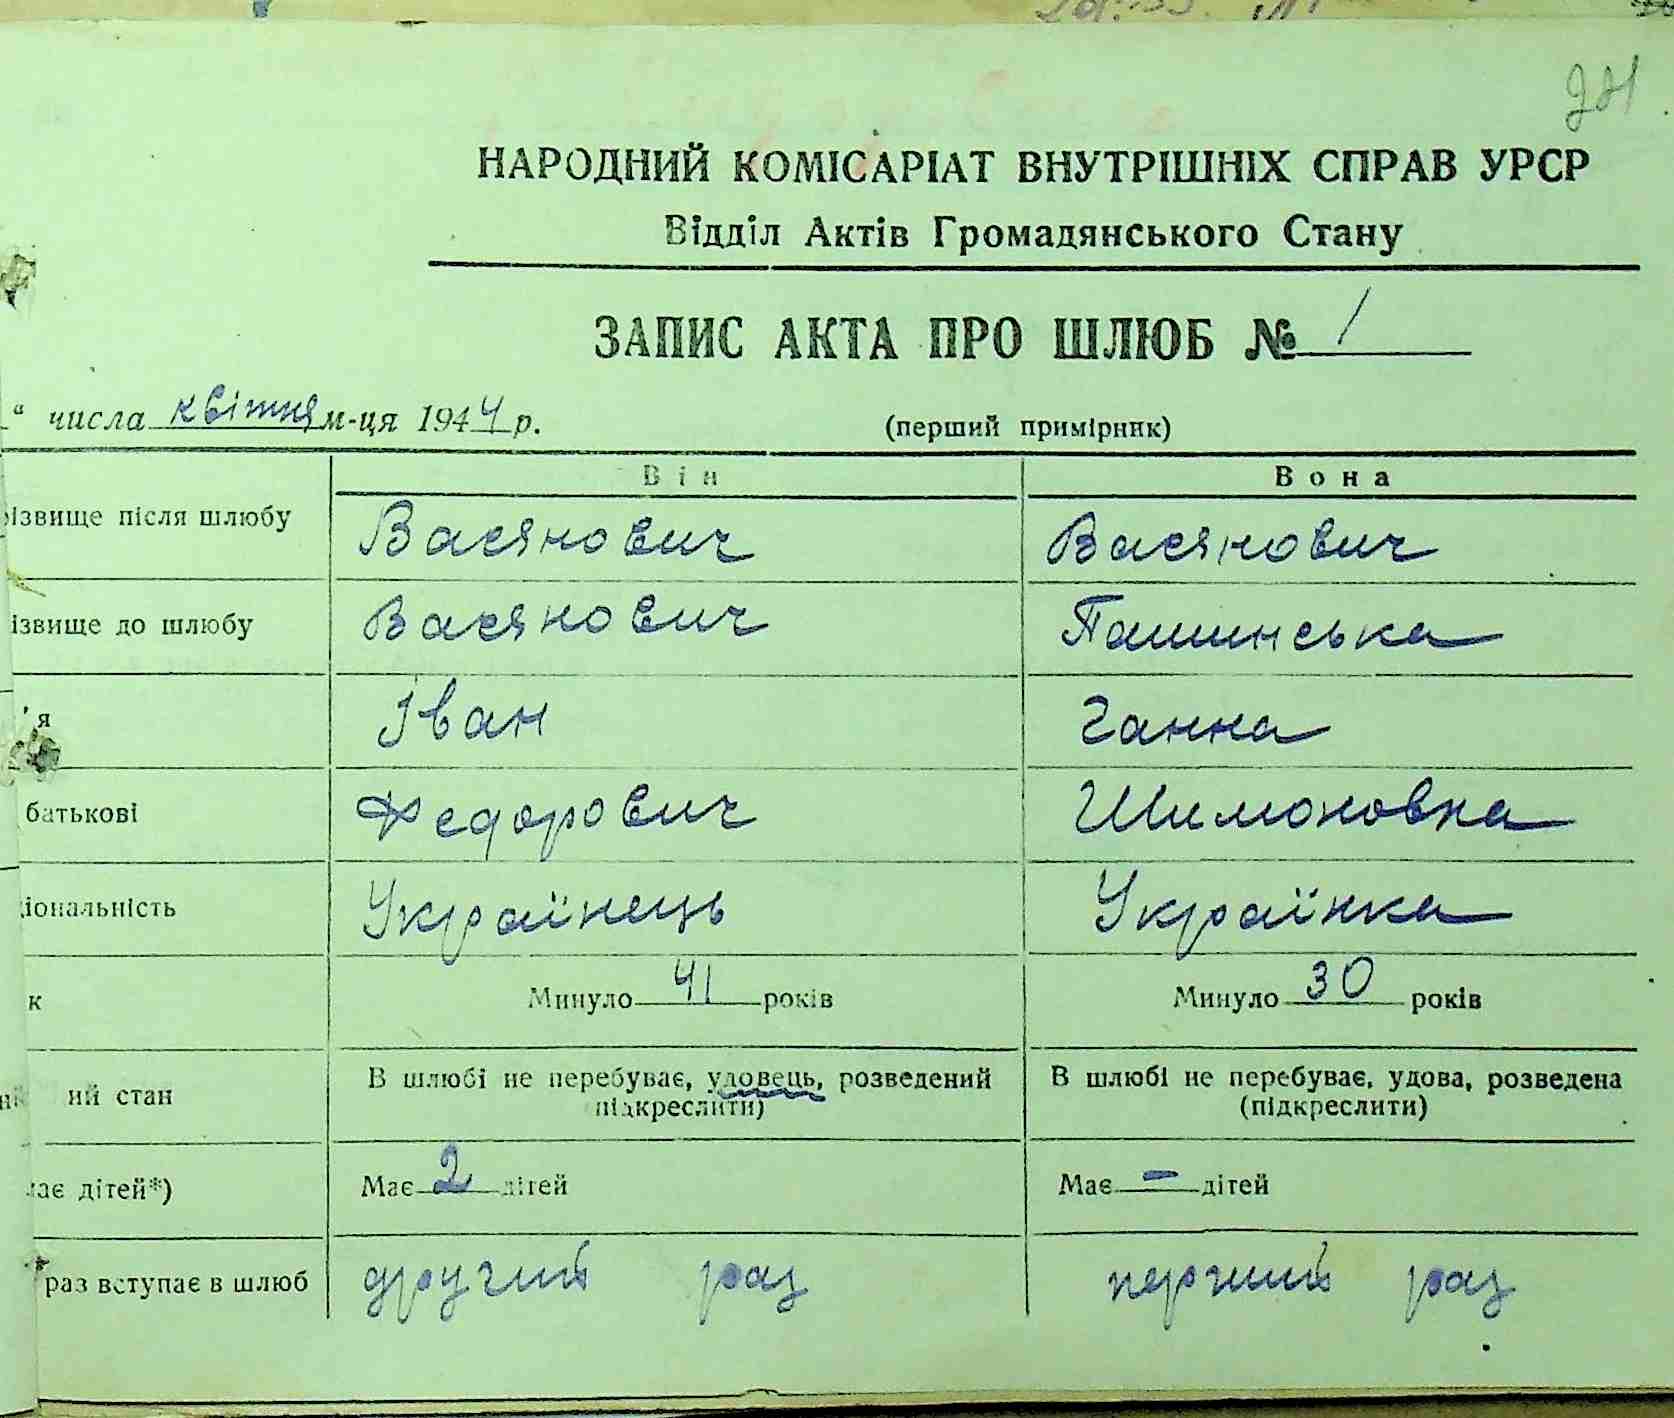 НАРОДНИЙ КОМІСАРІАТ ВНУТРІШНІХ СПРАВ УРСР
Відділ Актів Громадянського Стану
ЗАПИС АКТА ПРО ШЛЮБ № 1
“ числа квітня м-ця 1944 р. (перший примірник)
Він Вона
ізвище після шлюбу Васянович Васянович
ізвище до шлюбу Васянович Пашинська
'я Іван Ганна
батькові Федорович Шимоновна
іональність Українець Українка
к Минуло 41 років Минуло 30 років
ий стан В шлюбі не перебуває, удовець, розведений В шлюбі не перебуває, удова, розведена
підкреслити) (підкреслити)
ає дітей*) Має 2 дітей Має – дітей
раз вступає в шлюб другий раз перший раз